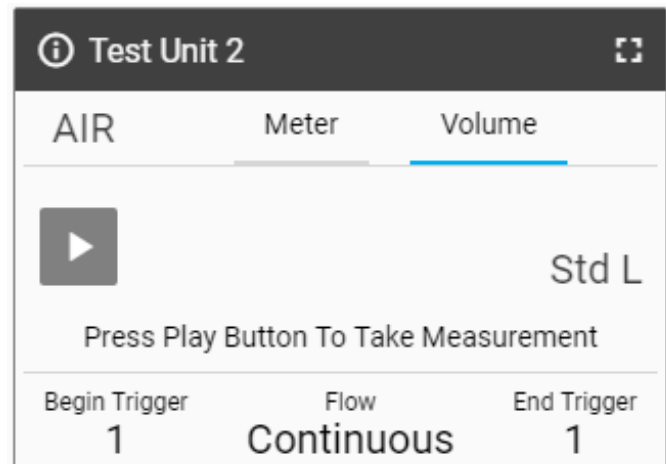 Test Unit 2
AIR Meter Volume
Std L
Press Play Button To Take Measurement
Begin Trigger Flow End Trigger
1 Continuous 1